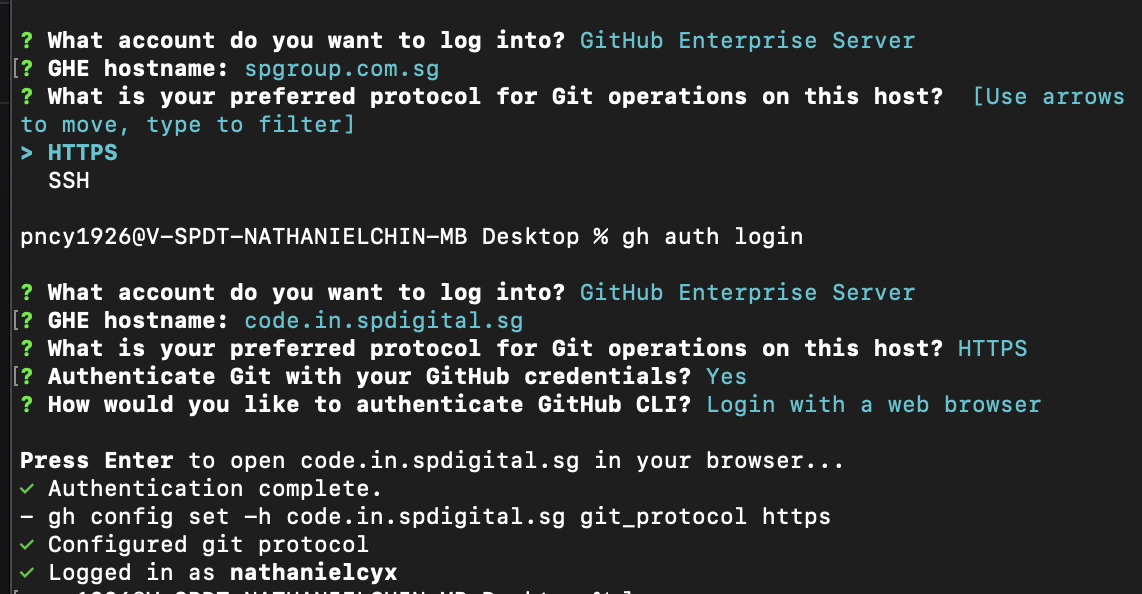 ? What account do you want to log into? GitHub Enterprise Server
[? GHE hostname: spgroup.com.sg
? What is your preferred protocol for Git operations on this host?  [Use arrows
to move, type to filter]
> HTTPS
  SSH
pncy1926@V-SPDT-NATHANIELCHIN-MB Desktop % gh auth login
? What account do you want to log into? GitHub Enterprise Server
[? GHE hostname: code.in.spdigital.sg
? What is your preferred protocol for Git operations on this host? HTTPS
[? Authenticate Git with your GitHub credentials? Yes
? How would you like to authenticate GitHub CLI? Login with a web browser
Press Enter to open code.in.spdigital.sg in your browser...
✓ Authentication complete.
- gh config set -h code.in.spdigital.sg git_protocol https
✓ Configured git protocol
✓ Logged in as nathanielcyx